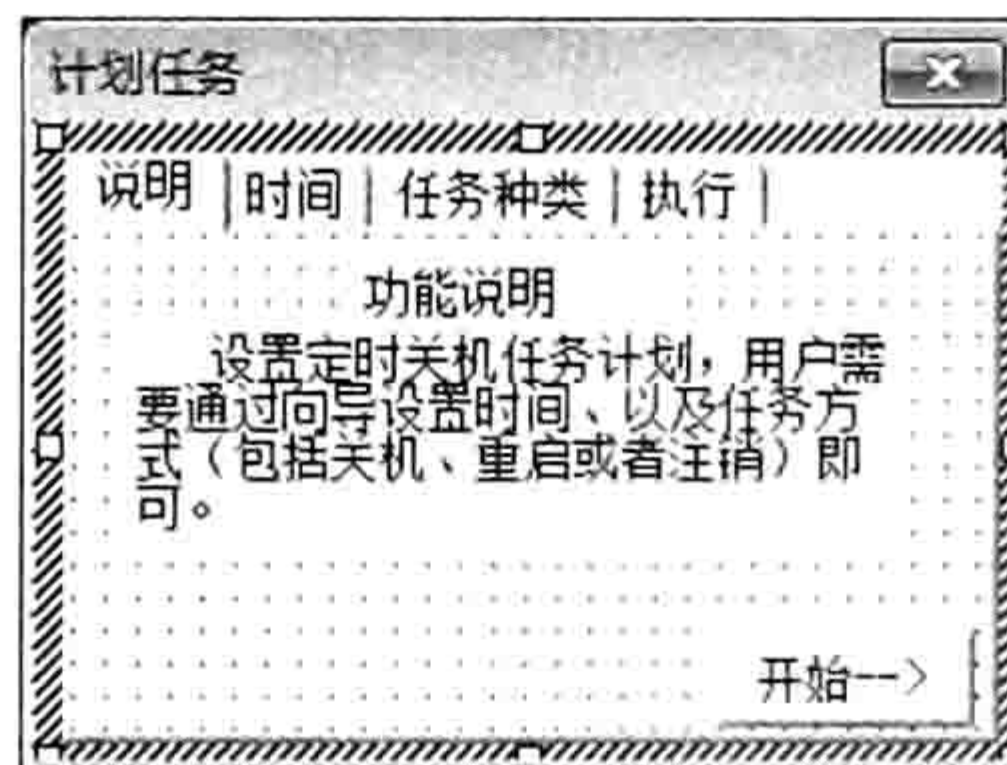 计划任务
说明 时间 任务种类 执行
功能说明
设置定时关机任务计划，用户需
要通过向导设置时间、以及任务方
式（包括关机、重启或者注销）即
可。
开始-->